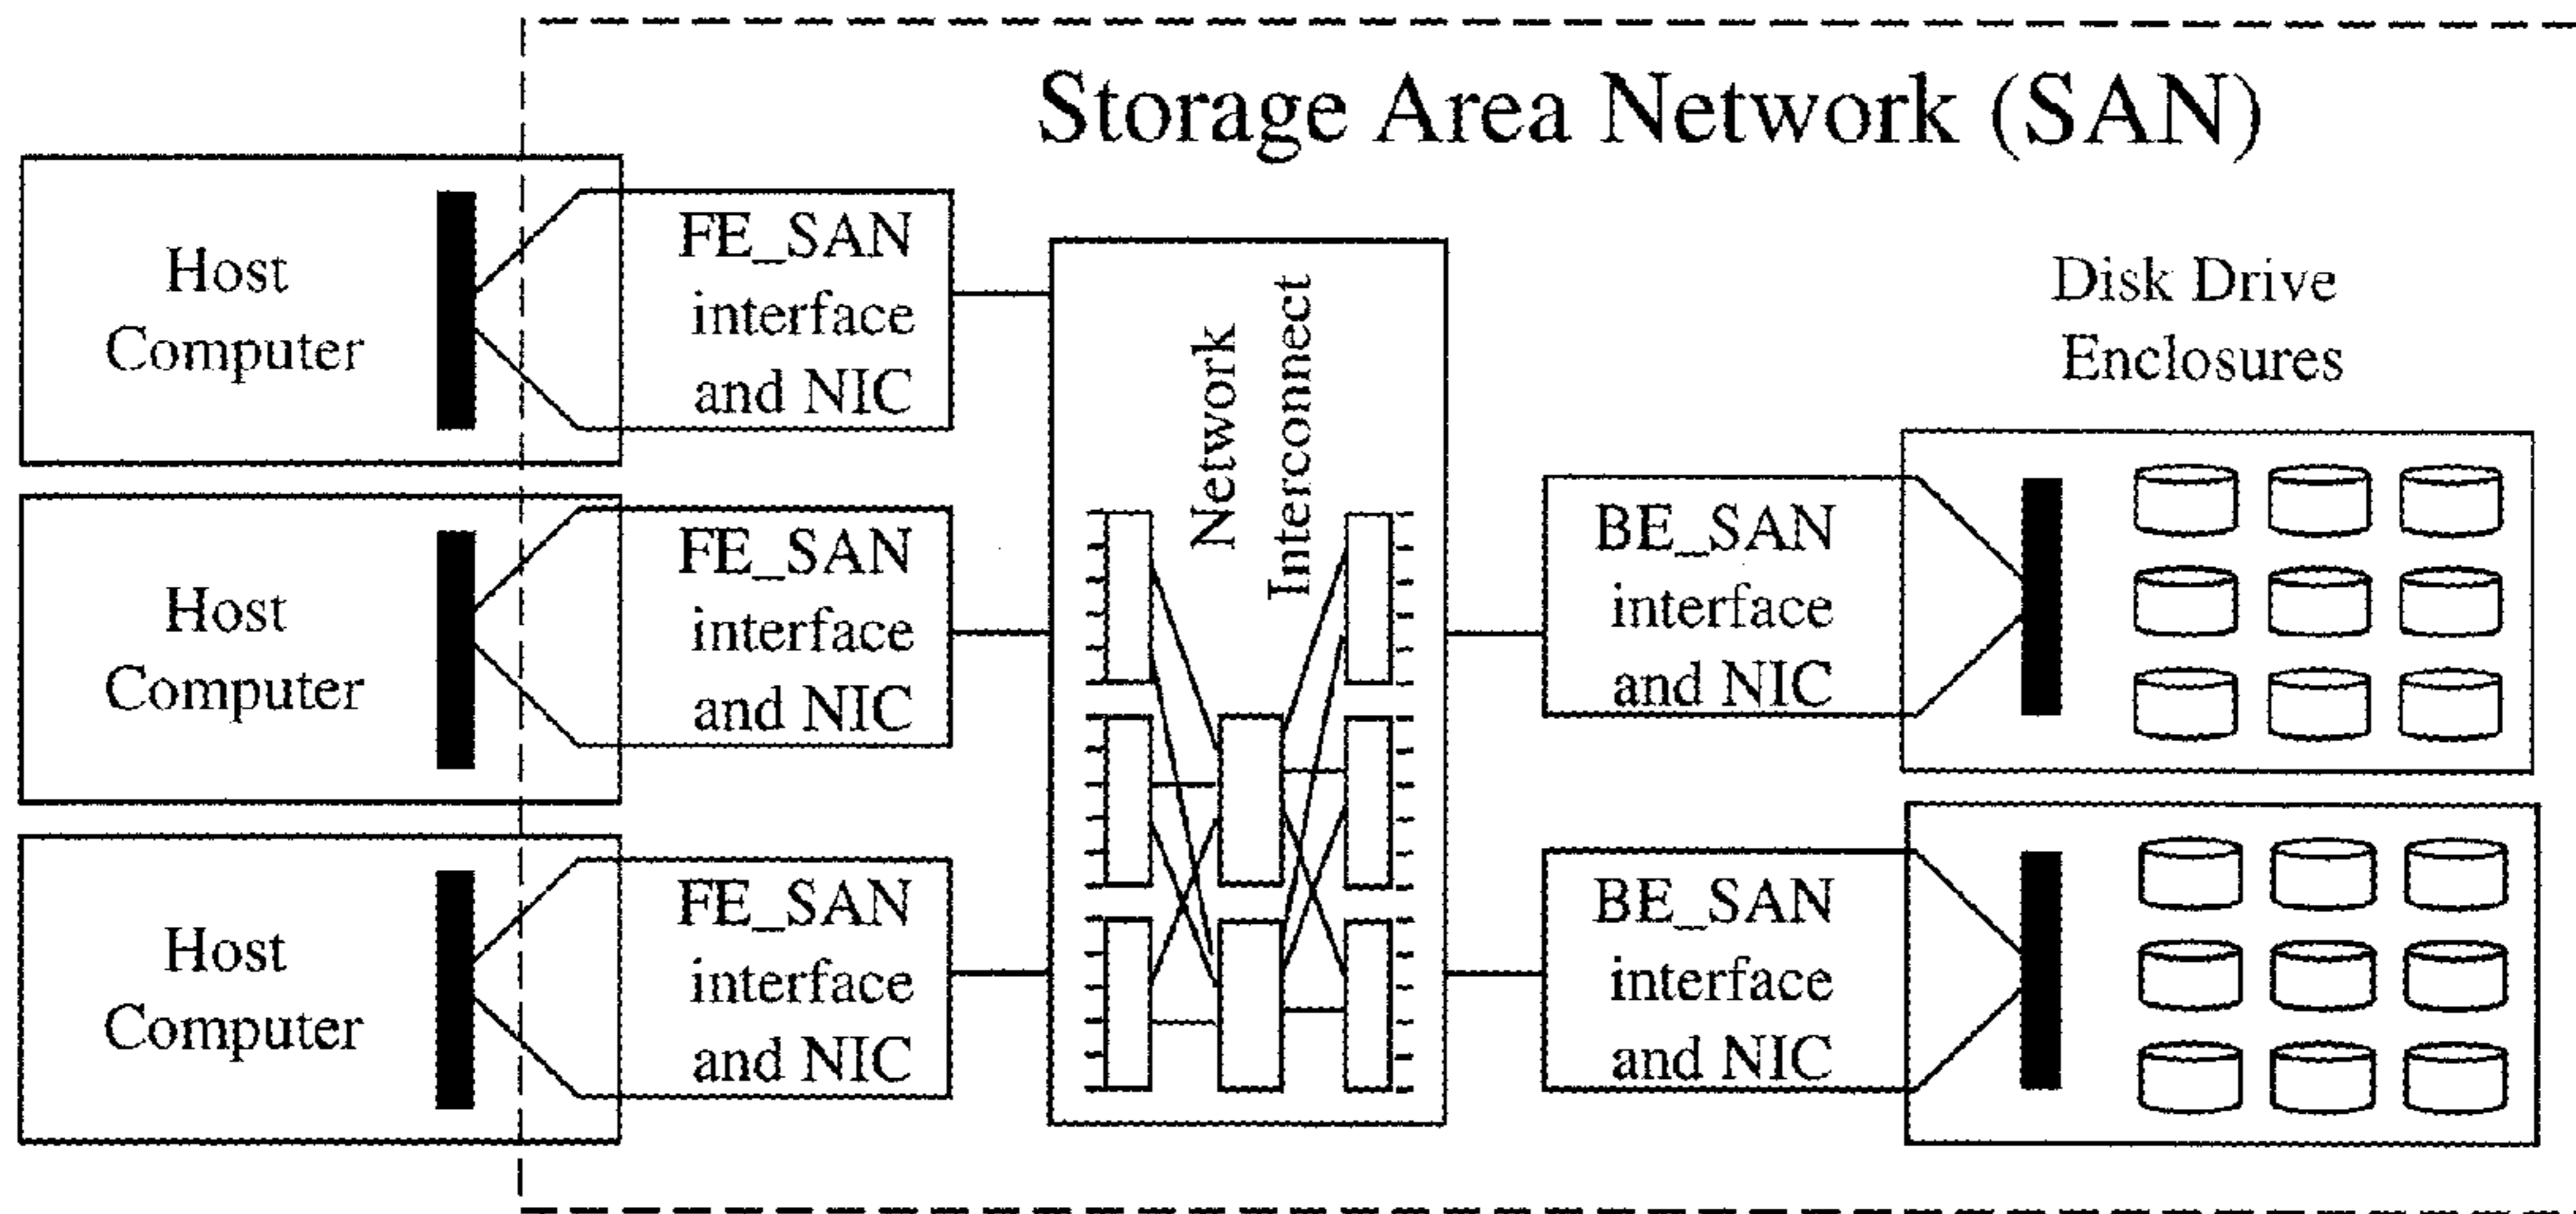 Storage Area Network (SAN)
Host
Computer
FE_SAN
interface
and NIC
Host
Computer
FE_SAN
interface
and NIC
Host
Computer
FE_SAN
interface
and NIC
Network
Interconnect
BE_SAN
interface
and NIC
BE_SAN
interface
and NIC
Disk Drive
Enclosures